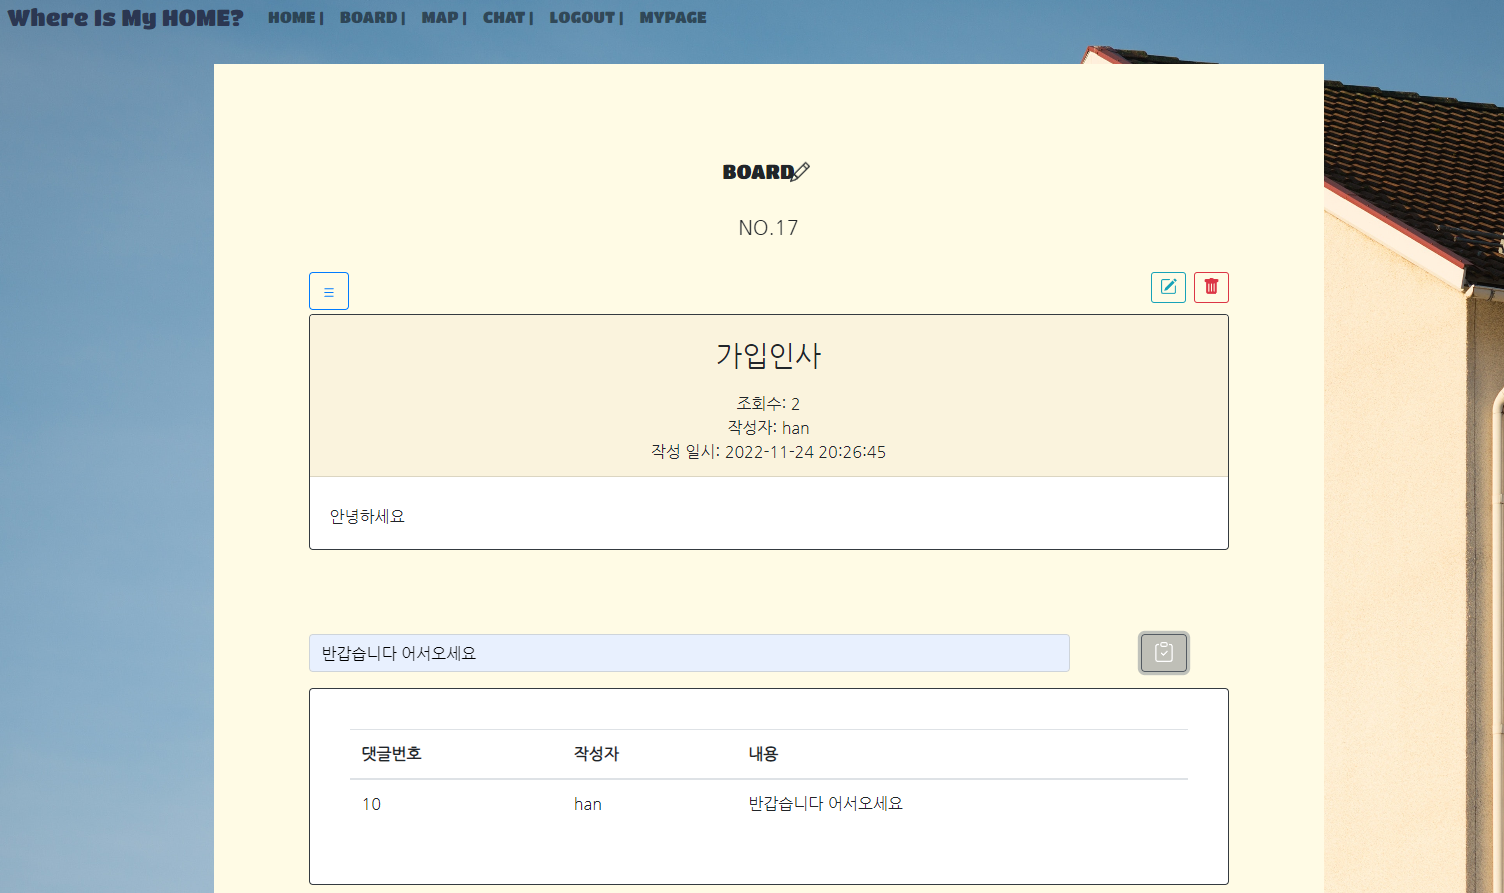 Where Is My HOME? HOME | BOARD | MAP | CHAT | LOGOUT | MYPAGE
BOARD
NO.17
가입인사
조회수: 2
작성자: han
작성 일시: 2022-11-24 20:26:45
안녕하세요
반갑습니다 어서오세요
댓글번호 작성자 내용
10 han 반갑습니다 어서오세요